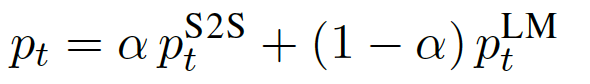 p_t = α p_t^{S2S} + (1 − α) p_t^{LM}